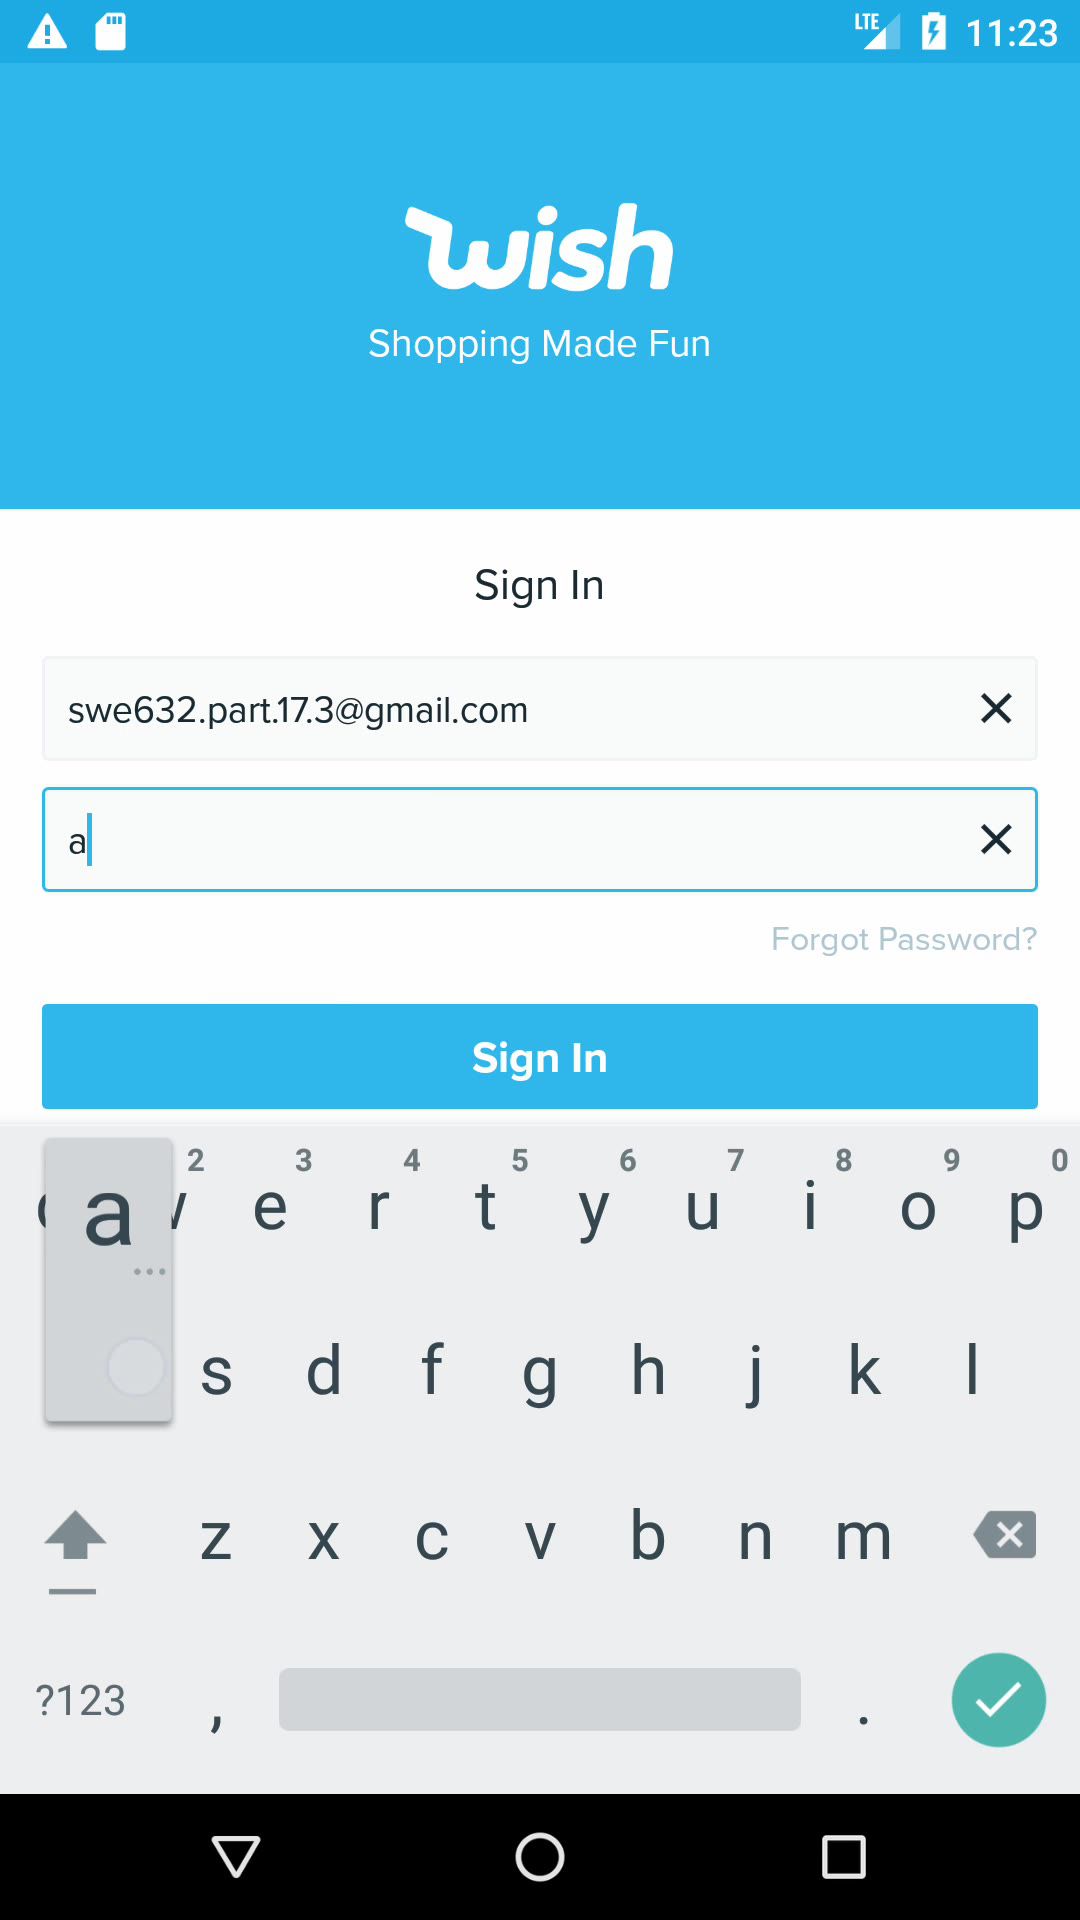 LTE 11:23
wish
Shopping Made Fun
Sign In
swe632.part.17.3@gmail.com
a
Forgot Password?
Sign In
2 3 4 5 6 7 8 9 0
a e r t y u i o p
s d f g h j k l
z x c v b n m
?123 , .